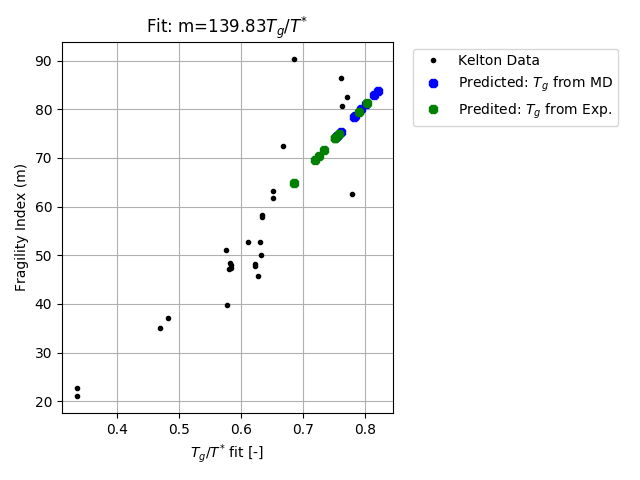 Fit: m=139.83T_g/T*
Kelton Data
Predicted: T_g from MD
Predited: T_g from Exp.
Fragility Index (m)
90
80
70
60
50
40
30
20
0.4 0.5 0.6 0.7 0.8
T_g/T* fit [-]